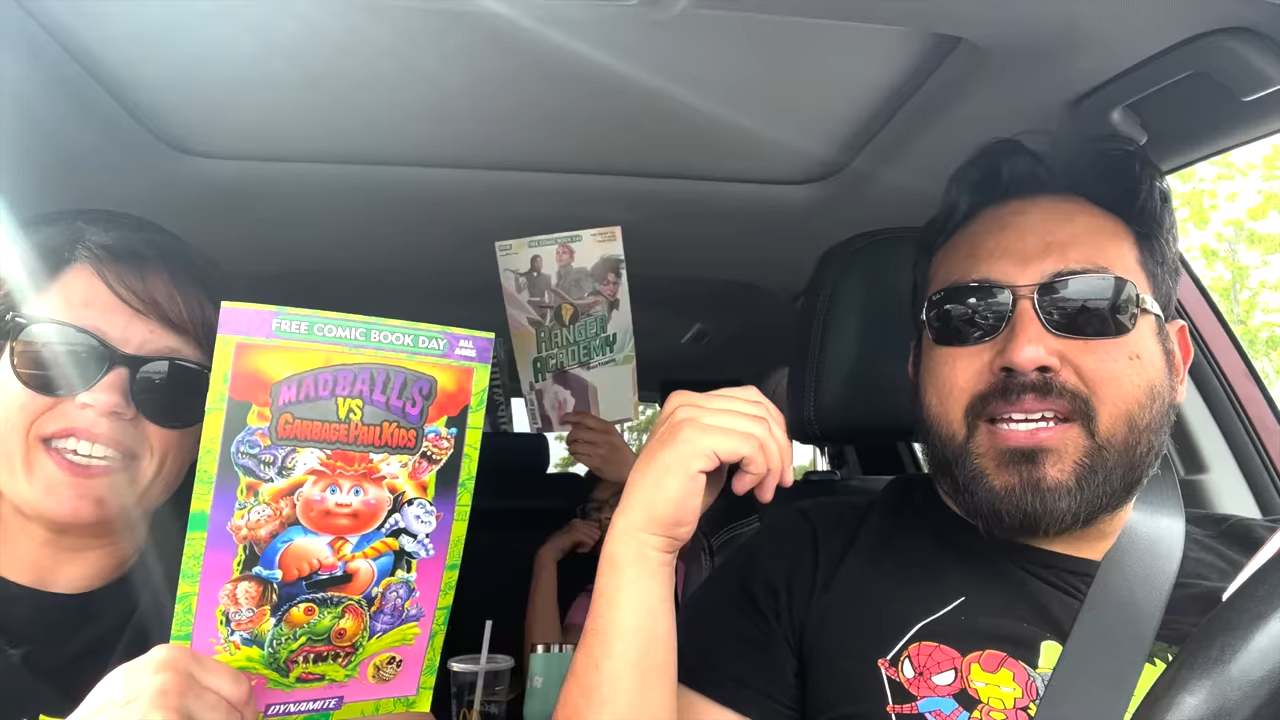 FREE COMIC BOOK DAY
ALL
AGES
MADBALLS
VS
GARBAGE PAIL KIDS
DYNAMITE
FREE COMIC BOOK DAY
RANGER
ACADEMY